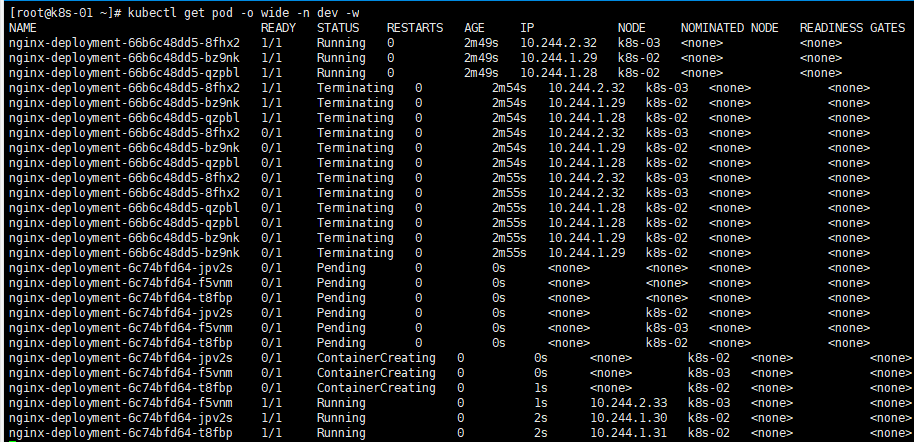 [root@k8s-01 ~]# kubectl get pod -o wide -n dev -w
NAME READY STATUS RESTARTS AGE IP NODE NOMINATED NODE READINESS GATES
nginx-deployment-66b6c48dd5-8fhx2 1/1 Running 0 2m49s 10.244.2.32 k8s-03 <none> <none>
nginx-deployment-66b6c48dd5-bz9nk 1/1 Running 0 2m49s 10.244.1.29 k8s-02 <none> <none>
nginx-deployment-66b6c48dd5-qzpbl 1/1 Running 0 2m49s 10.244.1.28 k8s-02 <none> <none>
nginx-deployment-66b6c48dd5-8fhx2 1/1 Terminating 0 2m54s 10.244.2.32 k8s-03 <none> <none>
nginx-deployment-66b6c48dd5-bz9nk 1/1 Terminating 0 2m54s 10.244.1.29 k8s-02 <none> <none>
nginx-deployment-66b6c48dd5-qzpbl 1/1 Terminating 0 2m54s 10.244.1.28 k8s-02 <none> <none>
nginx-deployment-66b6c48dd5-8fhx2 0/1 Terminating 0 2m54s 10.244.2.32 k8s-03 <none> <none>
nginx-deployment-66b6c48dd5-bz9nk 0/1 Terminating 0 2m54s 10.244.1.29 k8s-02 <none> <none>
nginx-deployment-66b6c48dd5-qzpbl 0/1 Terminating 0 2m54s 10.244.1.28 k8s-02 <none> <none>
nginx-deployment-66b6c48dd5-8fhx2 0/1 Terminating 0 2m55s 10.244.2.32 k8s-03 <none> <none>
nginx-deployment-66b6c48dd5-8fhx2 0/1 Terminating 0 2m55s 10.244.2.32 k8s-03 <none> <none>
nginx-deployment-66b6c48dd5-qzpbl 0/1 Terminating 0 2m55s 10.244.1.28 k8s-02 <none> <none>
nginx-deployment-66b6c48dd5-qzpbl 0/1 Terminating 0 2m55s 10.244.1.28 k8s-02 <none> <none>
nginx-deployment-66b6c48dd5-bz9nk 0/1 Terminating 0 2m55s 10.244.1.29 k8s-02 <none> <none>
nginx-deployment-66b6c48dd5-bz9nk 0/1 Terminating 0 2m55s 10.244.1.29 k8s-02 <none> <none>
nginx-deployment-6c74bfd64-jpv2s 0/1 Pending 0 0s <none> <none> <none> <none>
nginx-deployment-6c74bfd64-f5vnm 0/1 Pending 0 0s <none> <none> <none> <none>
nginx-deployment-6c74bfd64-t8fbp 0/1 Pending 0 0s <none> <none> <none> <none>
nginx-deployment-6c74bfd64-jpv2s 0/1 Pending 0 0s <none> k8s-02 <none> <none>
nginx-deployment-6c74bfd64-f5vnm 0/1 Pending 0 0s <none> k8s-03 <none> <none>
nginx-deployment-6c74bfd64-t8fbp 0/1 Pending 0 0s <none> k8s-02 <none> <none>
nginx-deployment-6c74bfd64-jpv2s 0/1 ContainerCreating 0 0s <none> k8s-02 <none> <none>
nginx-deployment-6c74bfd64-f5vnm 0/1 ContainerCreating 0 0s <none> k8s-03 <none> <none>
nginx-deployment-6c74bfd64-t8fbp 0/1 ContainerCreating 0 1s <none> k8s-02 <none> <none>
nginx-deployment-6c74bfd64-f5vnm 1/1 Running 0 1s 10.244.2.33 k8s-03 <none> <none>
nginx-deployment-6c74bfd64-jpv2s 1/1 Running 0 2s 10.244.1.30 k8s-02 <none> <none>
nginx-deployment-6c74bfd64-t8fbp 1/1 Running 0 2s 10.244.1.31 k8s-02 <none> <none>